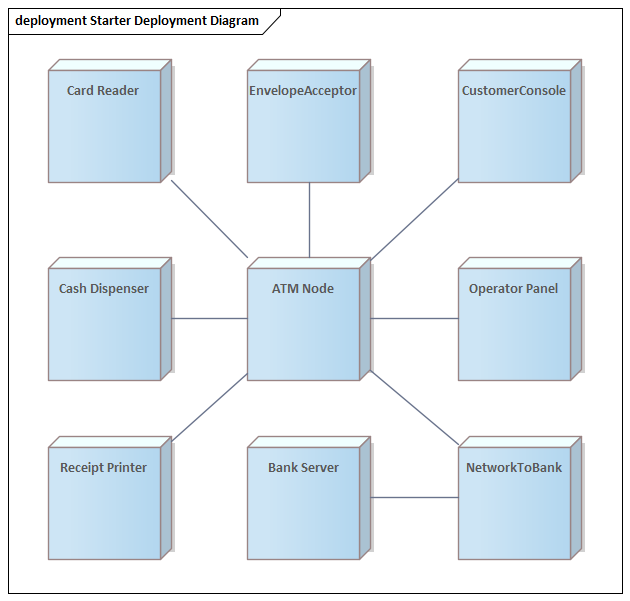 deployment Starter Deployment Diagram
Card Reader
EnvelopeAcceptor
CustomerConsole
Cash Dispenser
ATM Node
Operator Panel
Receipt Printer
Bank Server
NetworkToBank